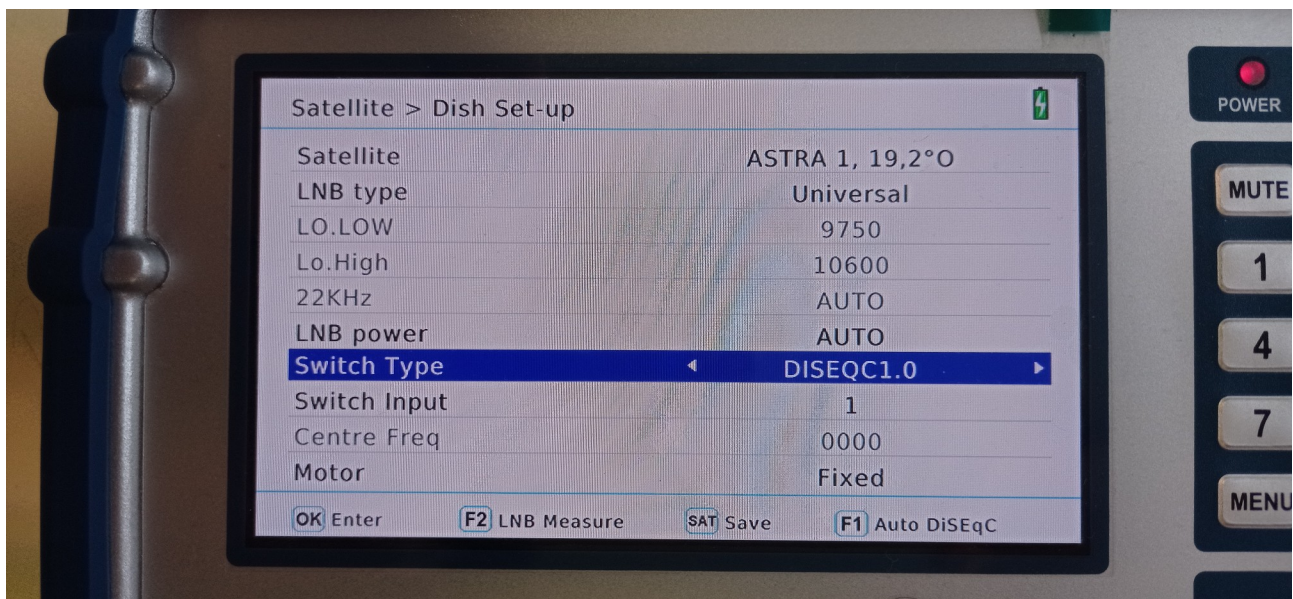 Satellite > Dish Set-up
Satellite ASTRA 1, 19,2°O
LNB type Universal
LO.LOW 9750
Lo.High 10600
22KHz AUTO
LNB power AUTO
Switch Type DISEQC1.0
Switch Input 1
Centre Freq 0000
Motor Fixed
OK Enter F2 LNB Measure SAT Save F1 Auto DiSEqC
POWER
MUTE
1
4
7
MENU